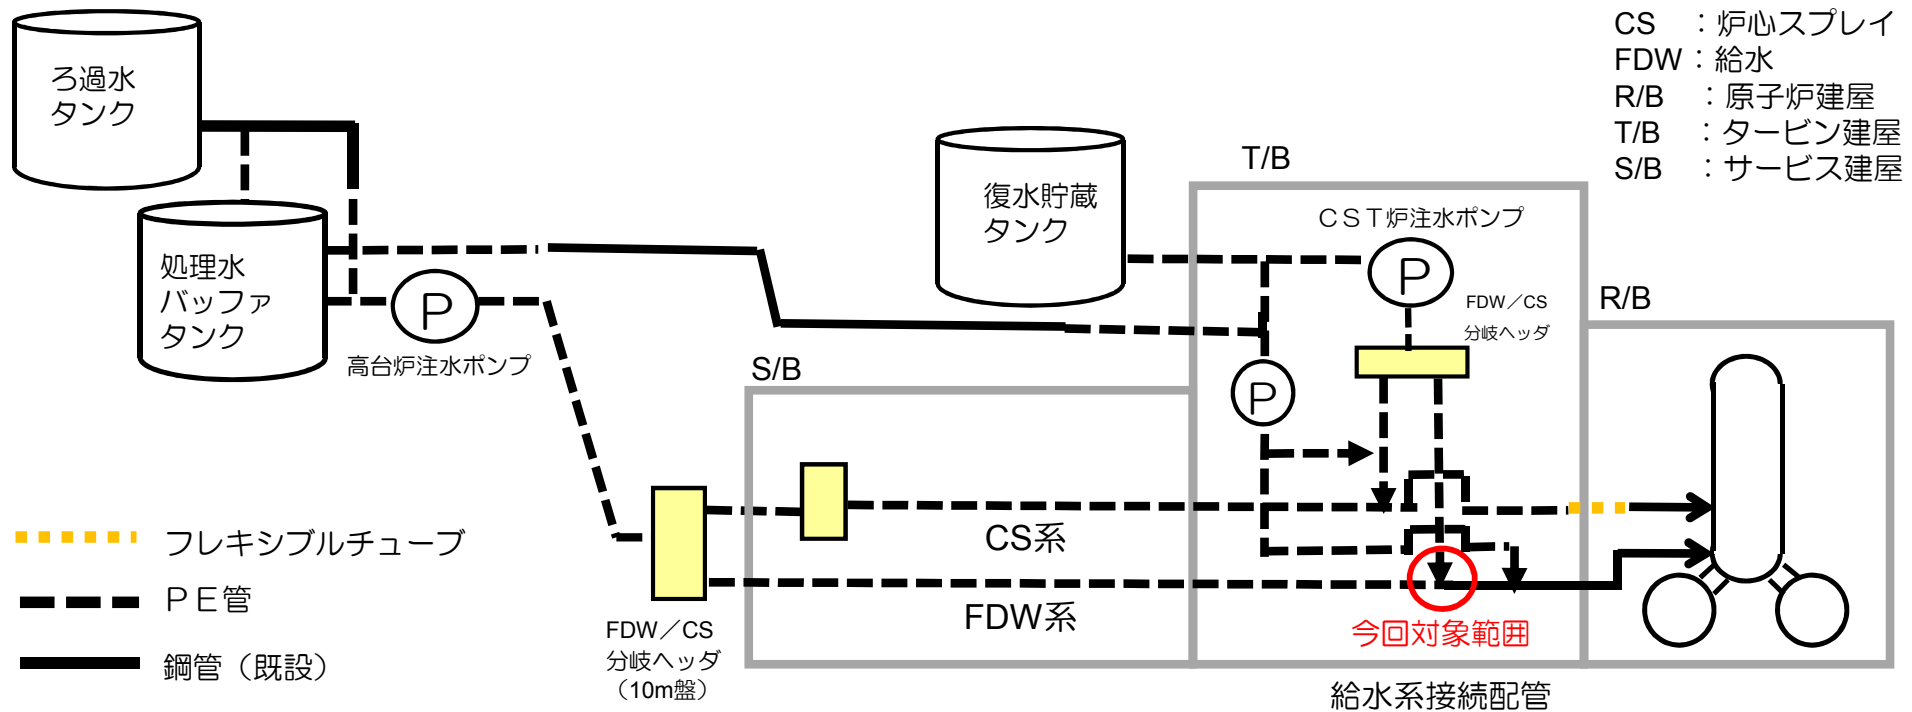 CS ：炉心スプレイ
FDW：給水
R/B ：原子炉建屋
T/B ：タービン建屋
S/B ：サービス建屋
ろ過水
タンク
処理水
バッファ
タンク
P
高台炉注水ポンプ
復水貯蔵
タンク
T/B
ＣＳＴ炉注水ポンプ
P
FDW／CS
分岐ヘッダ
R/B
P
S/B
CS系
FDW系
今回対象範囲
FDW／CS
分岐ヘッダ
（10m盤）
給水系接続配管
フレキシブルチューブ
ＰＥ管
鋼管（既設）